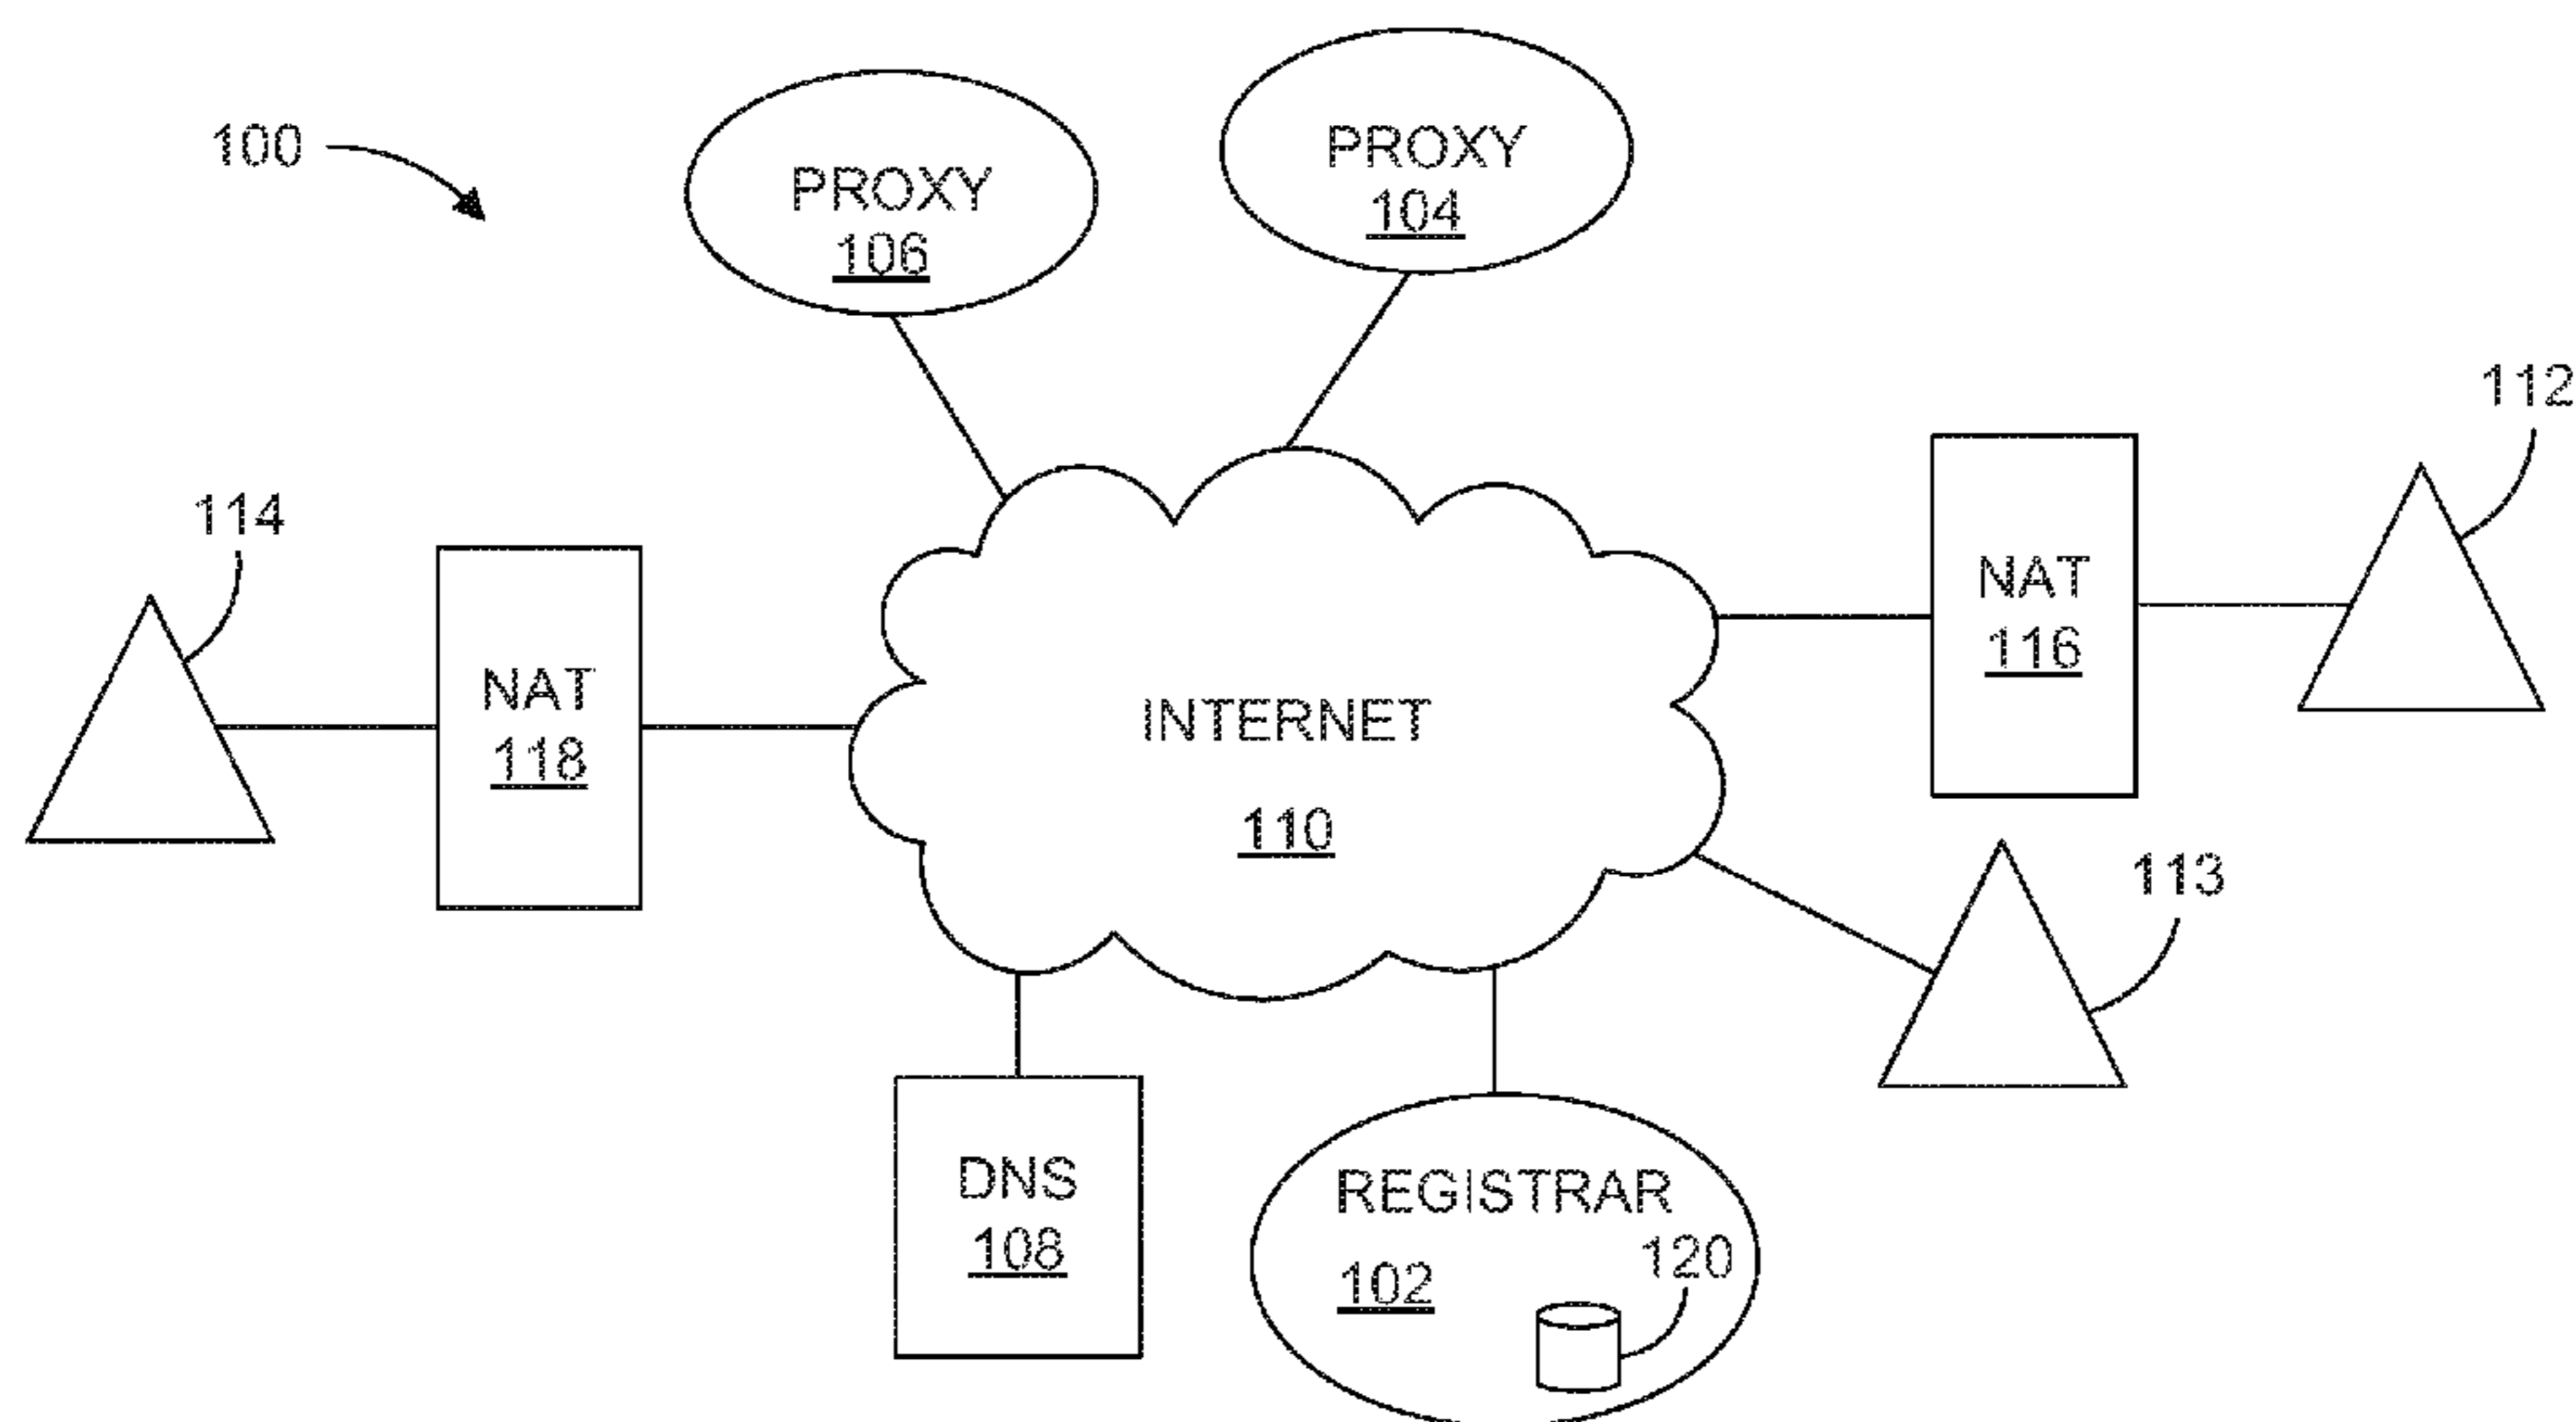 100
PROXY
106
PROXY
104
112
114
NAT
116
NAT
118
INTERNET
110
113
DNS
108
REGISTRAR
102
120